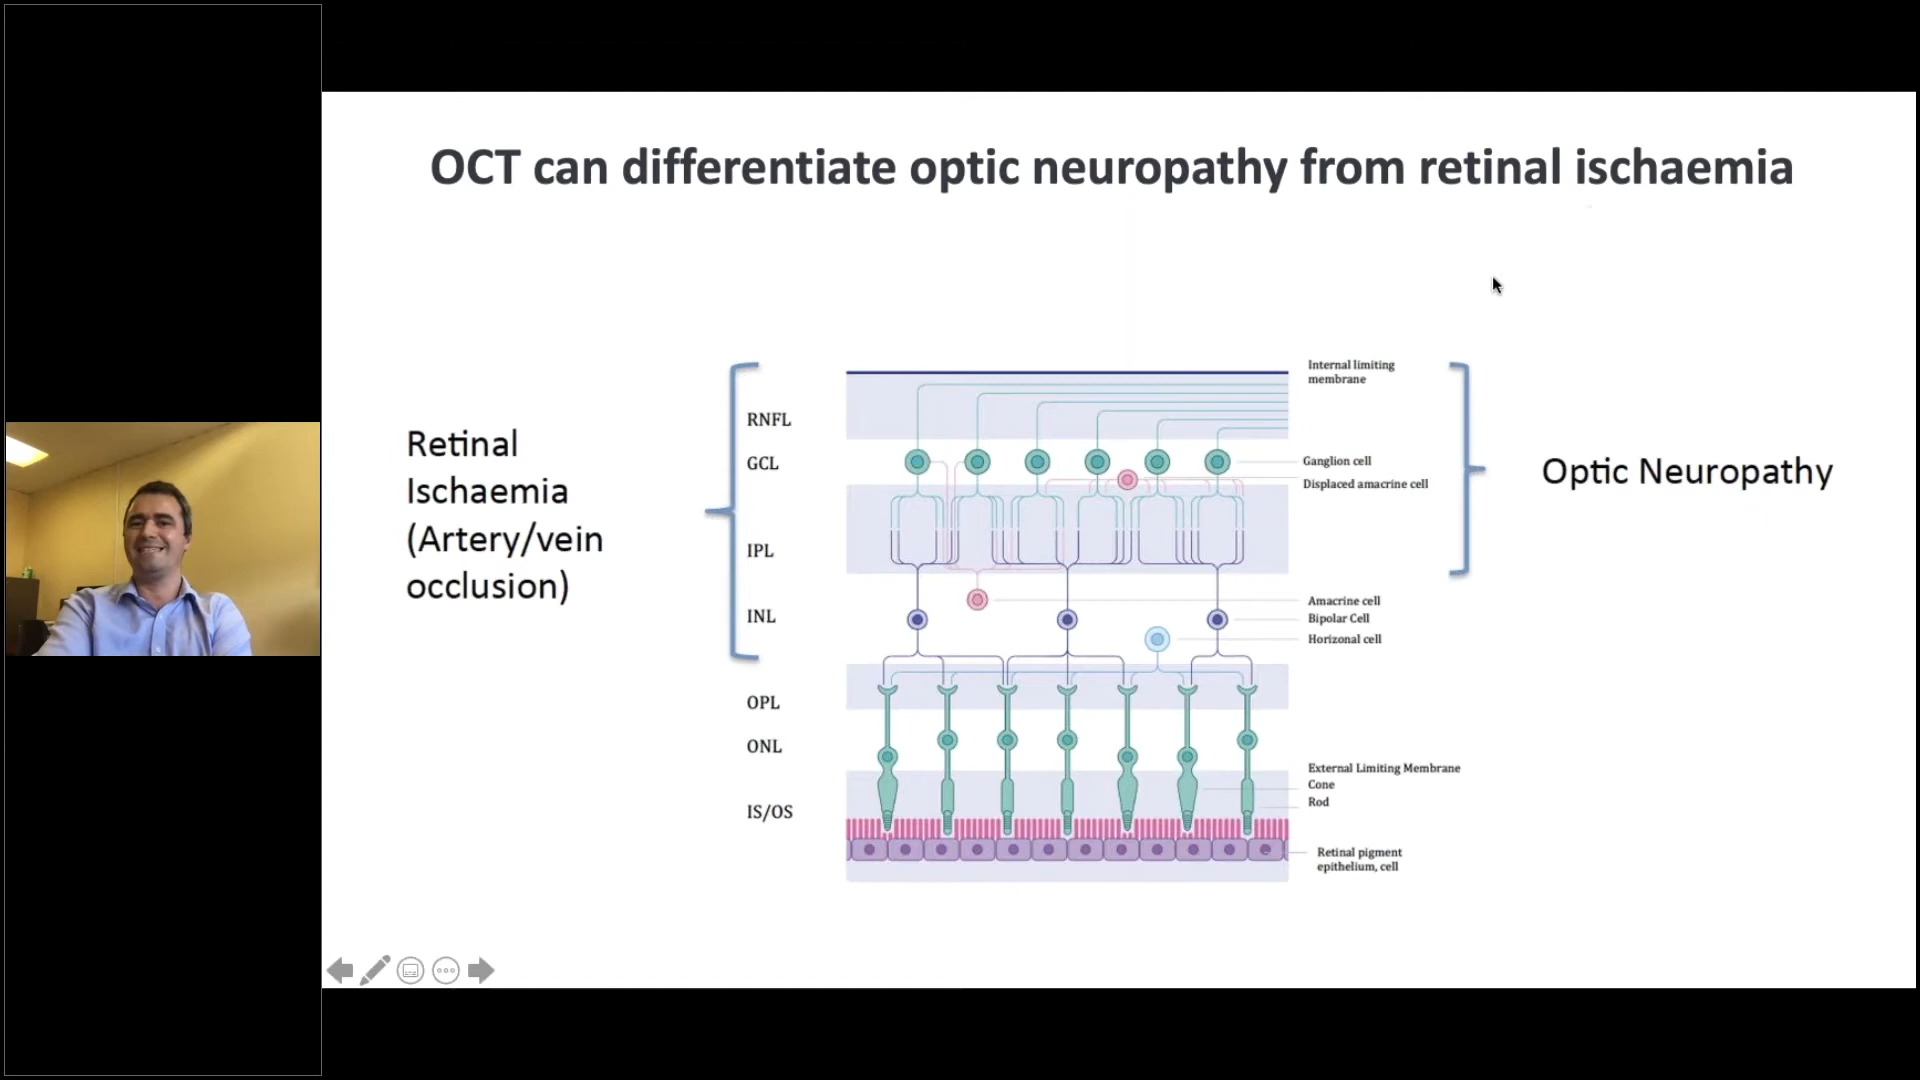 OCT can differentiate optic neuropathy from retinal ischaemia
Retinal
Ischaemia
(Artery/vein
occlusion)
RNFL
GCL
IPL
INL
OPL
ONL
IS/OS
Internal limiting
membrane
Ganglion cell
Displaced amacrine cell
Amacrine cell
Bipolar Cell
Horizonal cell
External Limiting Membrane
Cone
Rod
Retinal pigment
epithelium, cell
Optic Neuropathy